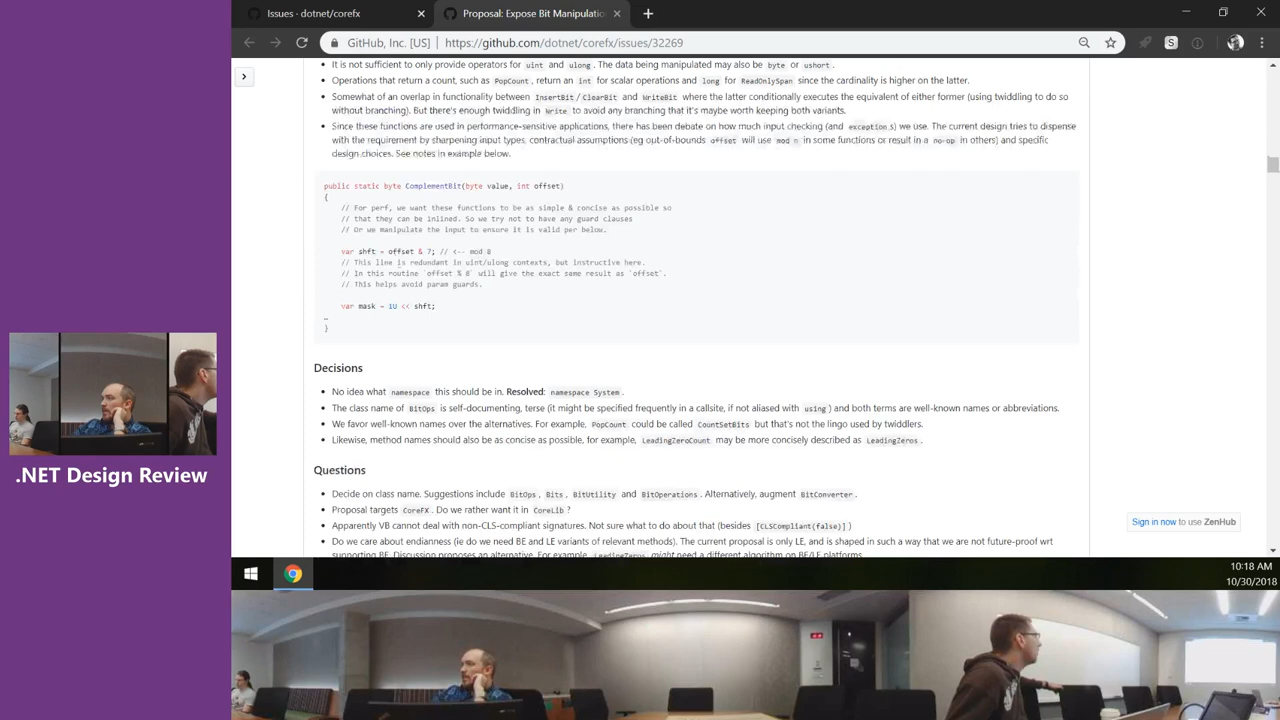 Issues · dotnet/corefx
Proposal: Expose Bit Manipulatio
GitHub, Inc. [US]
https://github.com/dotnet/corefx/issues/32269
It is not sufficient to only provide operators for uint and ulong. The data being manipulated may also be byte or ushort.
Operations that return a count, such as PopCount, return an int for scalar operations and long for ReadOnlySpan since the cardinality is higher on the latter.
Somewhat of an overlap in functionality between InsertBit/ClearBit and WriteBit where the latter conditionally executes the equivalent of either former (using twiddling to do so
without branching). But there's enough twiddling in Write to avoid any branching that it's maybe worth keeping both variants.
Since these functions are used in performance-sensitive applications, there has been debate on how much input checking (and exceptions) we use. The current design tries to dispense
with the requirement by sharpening input types, contractual assumptions (eg out-of-bounds offset will use mod n in some functions or result in a no-op in others) and specific
design choices. See notes in example below.
public static byte ComplementBit(byte value, int offset)
{
// For perf, we want these functions to be as simple & concise as possible so
// that they can be inlined. So we try not to have any guard clauses
// Or we manipulate the input to ensure it is valid per below.
var shft = offset & 7; // <-- mod 8
// This line is redundant in uint/ulong contexts, but instructive here.
// In this routine `offset % 8` will give the exact same result as `offset`.
// This helps avoid param guards.
var mask = 1U << shft;
…
}
Decisions
No idea what namespace this should be in. Resolved: namespace System.
The class name of BitOps is self-documenting, terse (it might be specified frequently in a callsite, if not aliased with using) and both terms are well-known names or abbreviations.
We favor well-known names over the alternatives. For example, PopCount could be called CountSetBits but that's not the lingo used by twiddlers.
Likewise, method names should also be as concise as possible, for example, LeadingZeroCount may be more concisely described as LeadingZeros.
Questions
Decide on class name. Suggestions include BitOps, Bits, BitUtility and BitOperations. Alternatively, augment BitConverter.
Proposal targets CoreFX. Do we rather want it in CoreLib?
Apparently VB cannot deal with non-CLS-compliant signatures. Not sure what to do about that (besides [CLSCompliant(false)])
Do we care about endianness (ie do we need BE and LE variants of relevant methods). The current proposal is only LE, and is shaped in such a way that we are not future-proof wrt
supporting BE. Discussion proposes an alternative. For example, LeadingZeros might need a different algorithm on BE/LE platforms.
Sign in now to use ZenHub
.NET Design Review
10:18 AM
10/30/2018